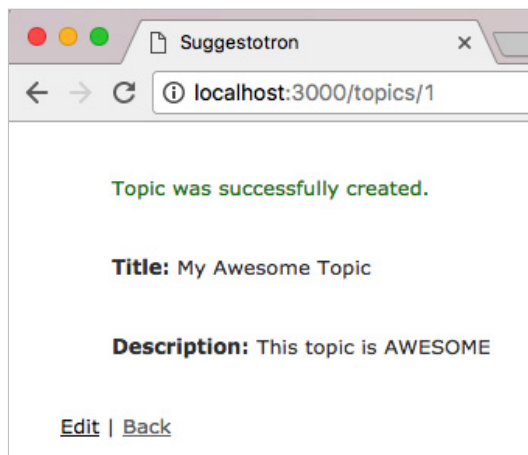 Suggestotron
localhost:3000/topics/1
Topic was successfully created.
Title: My Awesome Topic
Description: This topic is AWESOME
Edit | Back